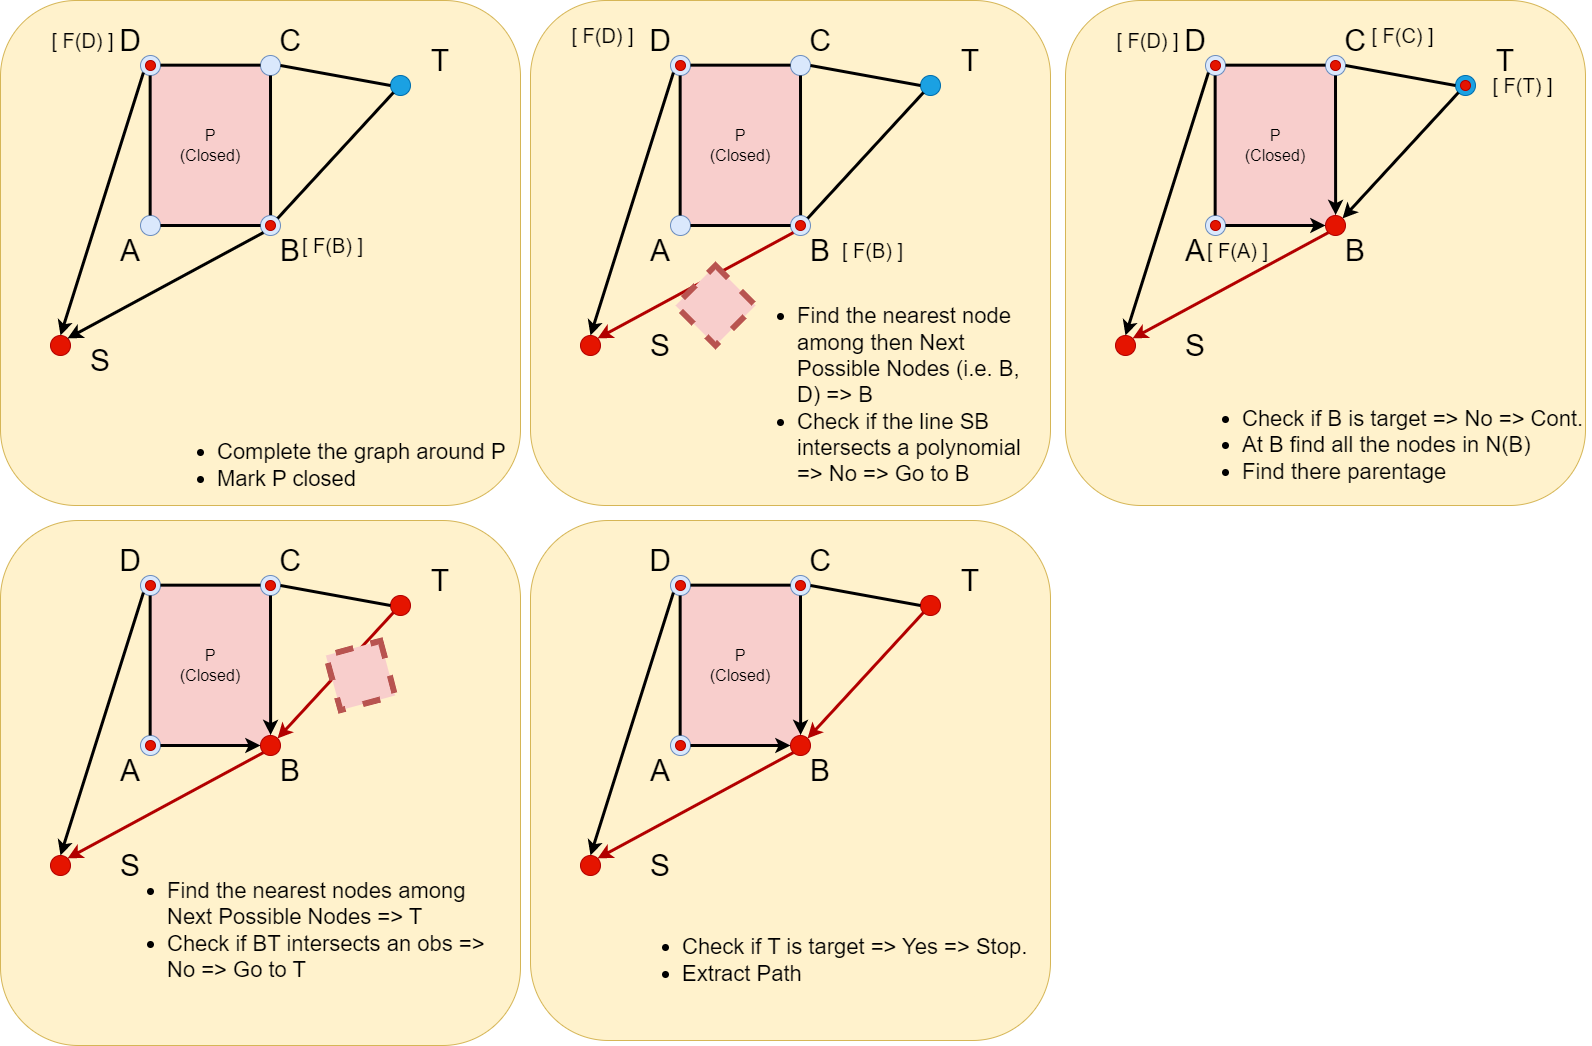 [ F(D) ] D
C
T
P
(Closed)
A
B [ F(B) ]
S
• Complete the graph around P
• Mark P closed
[ F(D) ] D
C
T
P
(Closed)
A
B [ F(B) ]
S
• Find the nearest node
among then Next
Possible Nodes (i.e. B,
D) => B
• Check if the line SB
intersects a polynomial
=> No => Go to B
[ F(D) ] D
C [ F(C) ]
T
[ F(T) ]
P
(Closed)
A [ F(A) ]
B
S
• Check if B is target => No => Cont.
• At B find all the nodes in N(B)
• Find there parentage
D
C
T
P
(Closed)
A
B
S
• Find the nearest nodes among
Next Possible Nodes => T
• Check if BT intersects an obs =>
No => Go to T
D
C
T
P
(Closed)
A
B
S
• Check if T is target => Yes => Stop.
• Extract Path